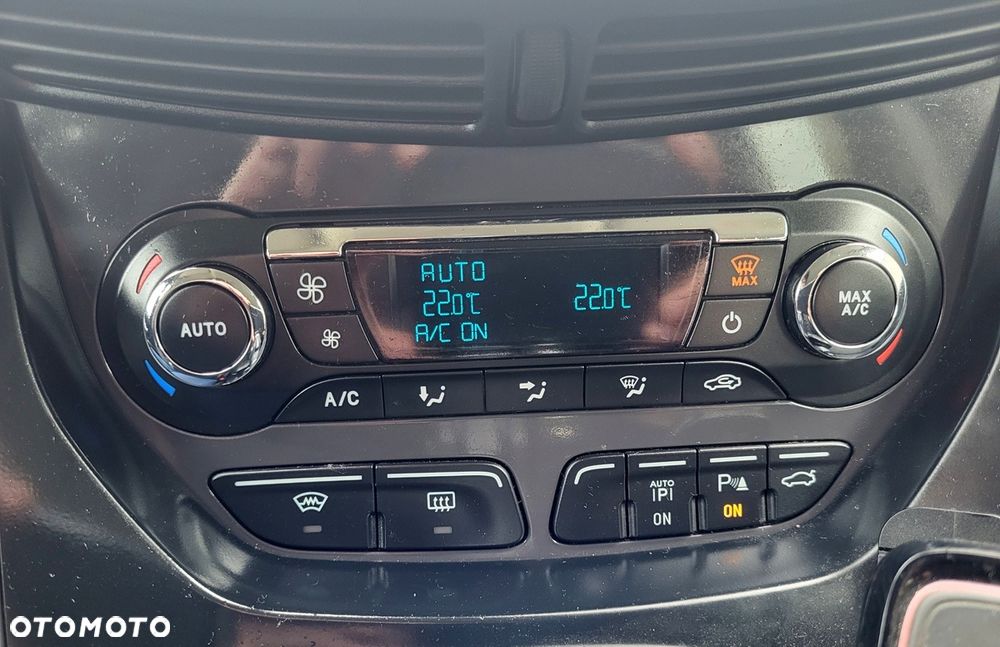 AUTO
22.0°C
A/C ON
22.0°C
MAX
AUTO
MAX
A/C
A/C
AUTO
P
ON
P
ON
OTOMOTO